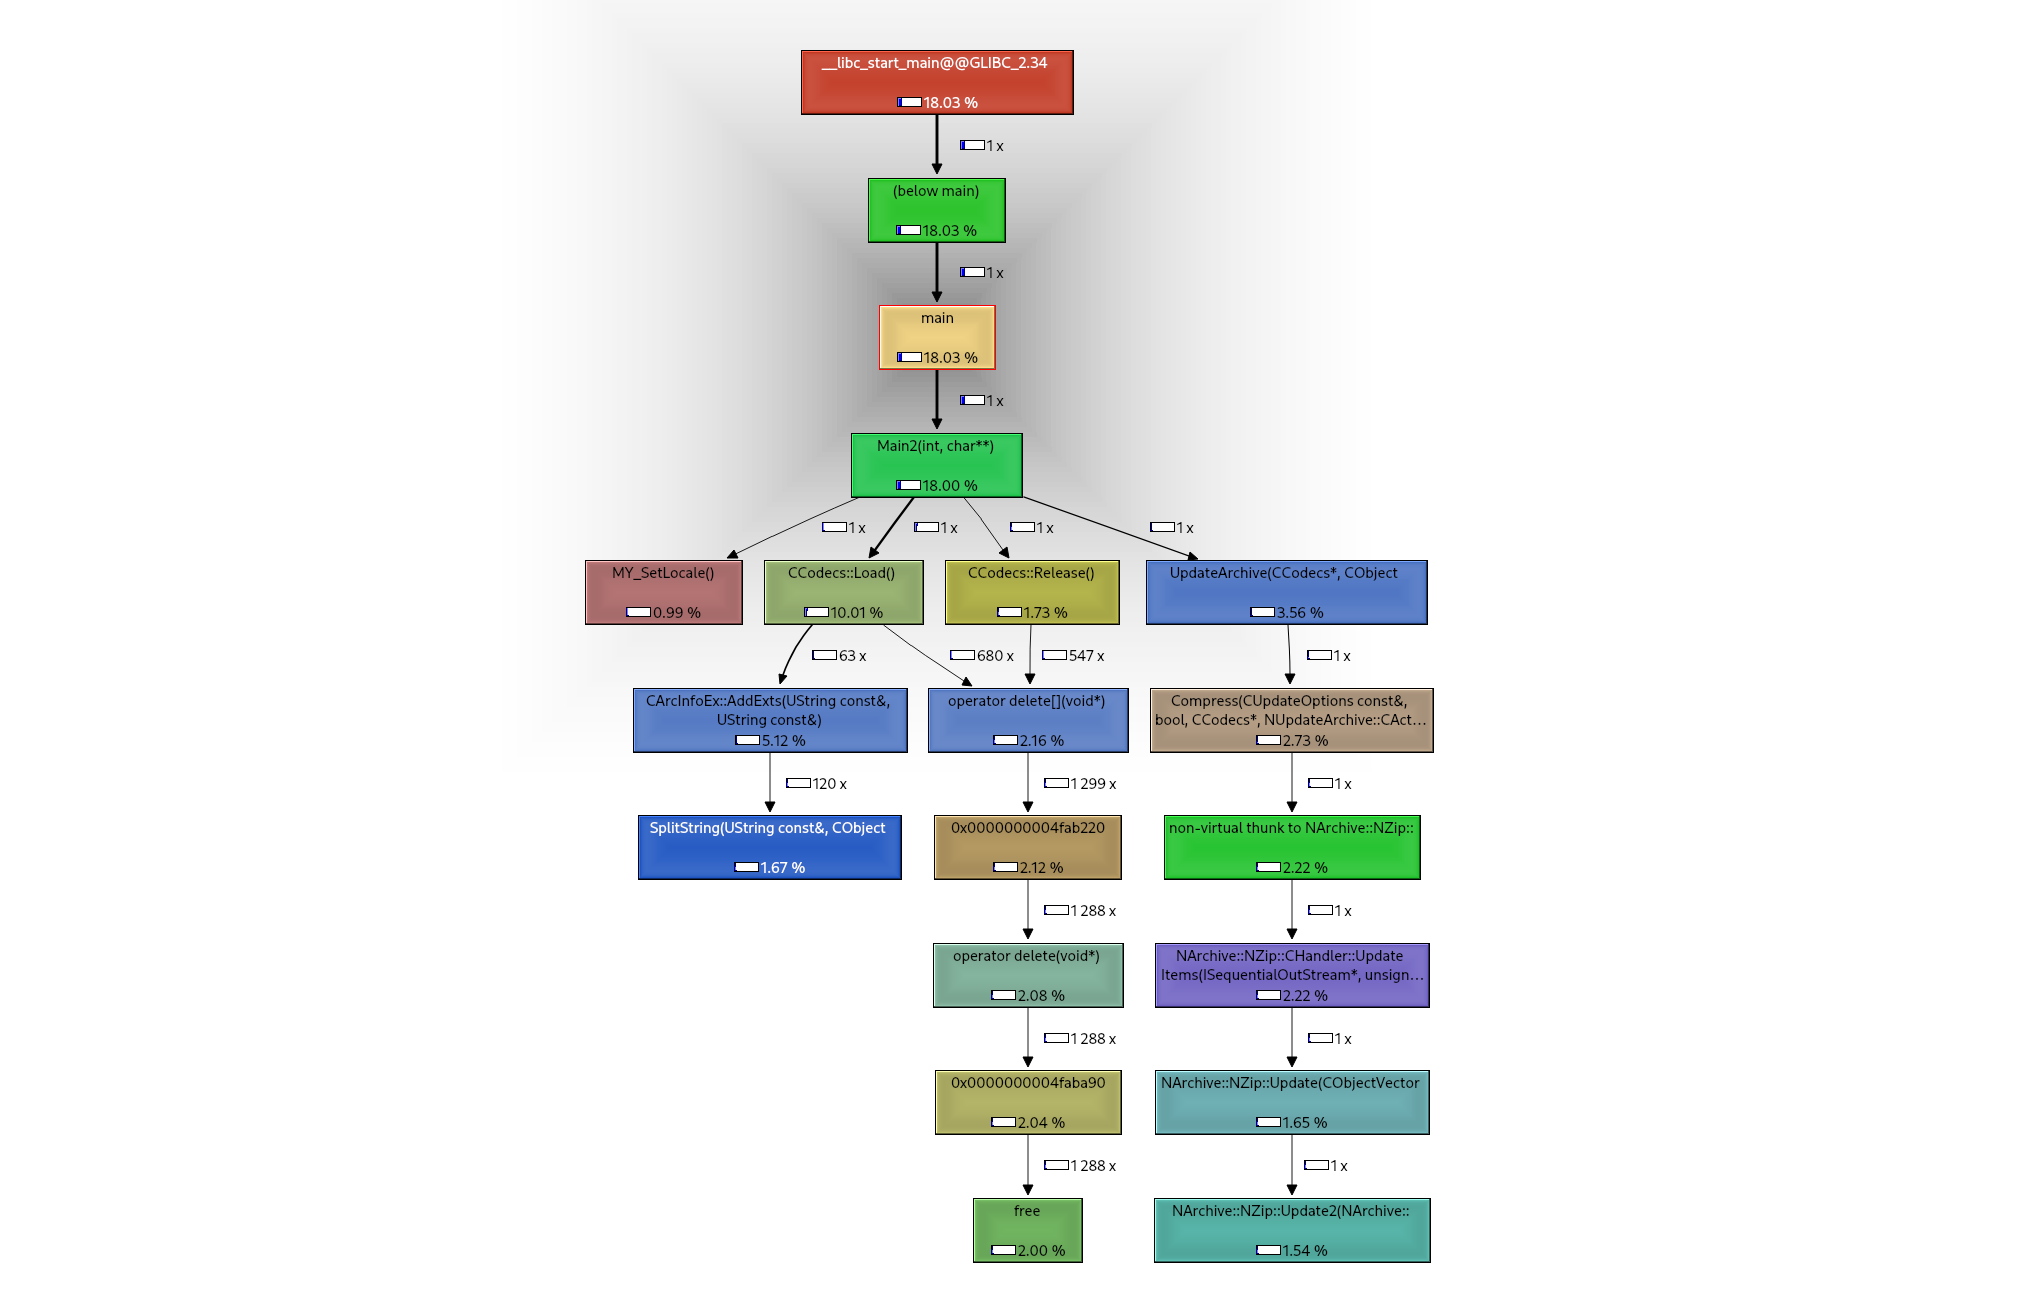 __libc_start_main@@GLIBC_2.34
18.03 %
1 x
(below main)
18.03 %
1 x
main
18.03 %
1 x
Main2(int, char**)
18.00 %
1 x
1 x
1 x
1 x
MY_SetLocale()
0.99 %
CCodecs::Load()
10.01 %
CCodecs::Release()
1.73 %
UpdateArchive(CCodecs*, CObject
3.56 %
63 x
680 x
547 x
1 x
CArcInfoEx::AddExts(UString const&,
UString const&)
5.12 %
operator delete[](void*)
2.16 %
Compress(CUpdateOptions const&,
bool, CCodecs*, NUpdateArchive::CAct...
2.73 %
120 x
1 299 x
1 x
SplitString(UString const&, CObject
1.67 %
0x0000000004fab220
2.12 %
non-virtual thunk to NArchive::NZip::
2.22 %
1 288 x
1 x
operator delete(void*)
2.08 %
NArchive::NZip::CHandler::Update
Items(ISequentialOutStream*, unsign...
2.22 %
1 288 x
1 x
0x0000000004faba90
2.04 %
NArchive::NZip::Update(CObjectVector
1.65 %
1 288 x
1 x
free
2.00 %
NArchive::NZip::Update2(NArchive::
1.54 %